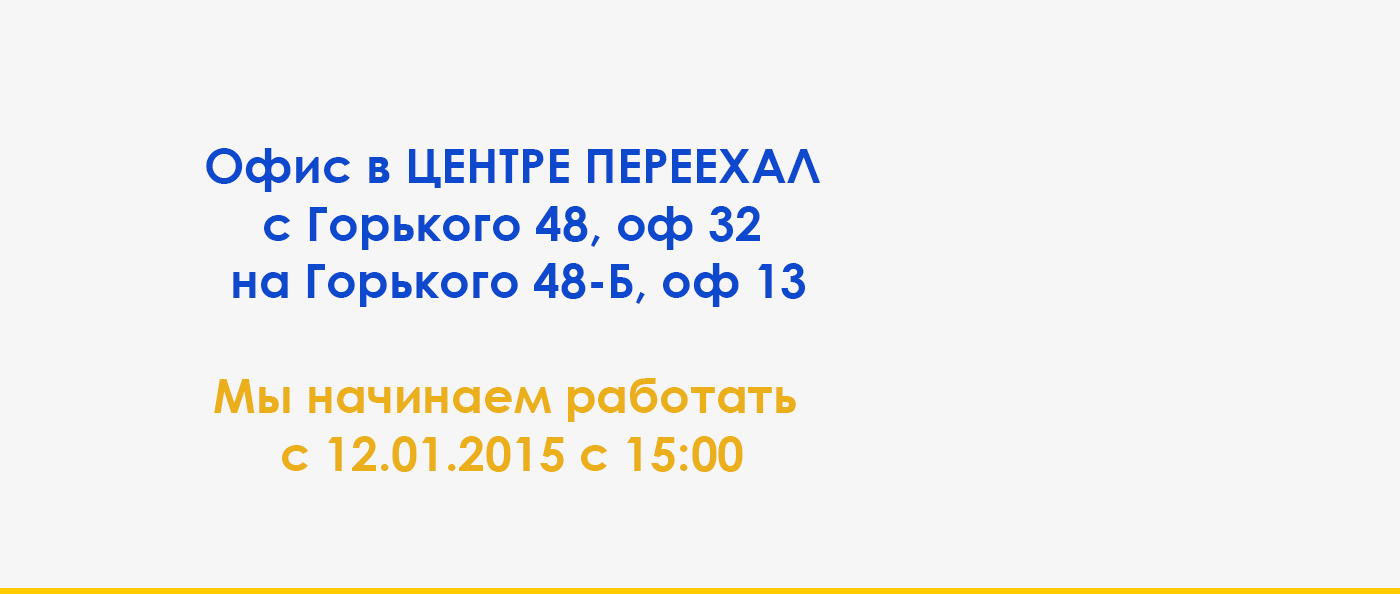 Офис в ЦЕНТРЕ ПЕРЕЕХАЛ
с Горького 48, оф 32
на Горького 48-Б, оф 13
Мы начинаем работать
с 12.01.2015 с 15:00